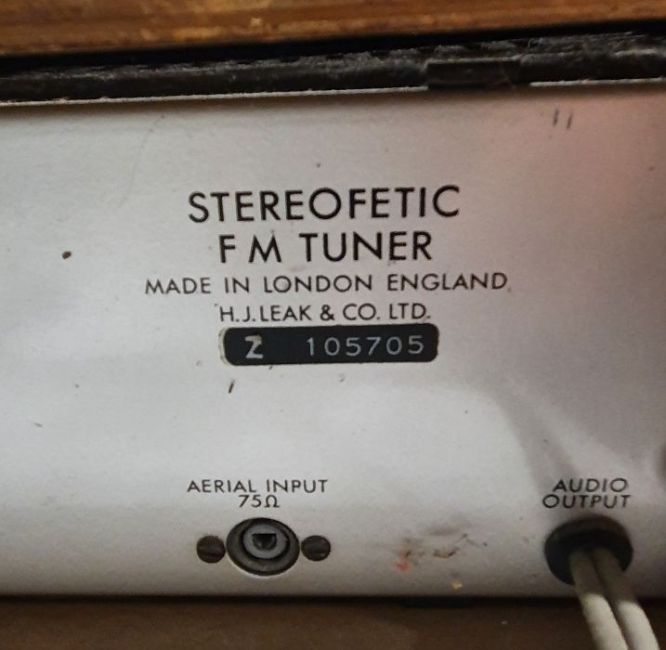 STEREOFETIC
FM TUNER
MADE IN LONDON ENGLAND.
H.J.LEAK & CO. LTD.
Z 105705
AERIAL INPUT
75Ω
AUDIO
OUTPUT